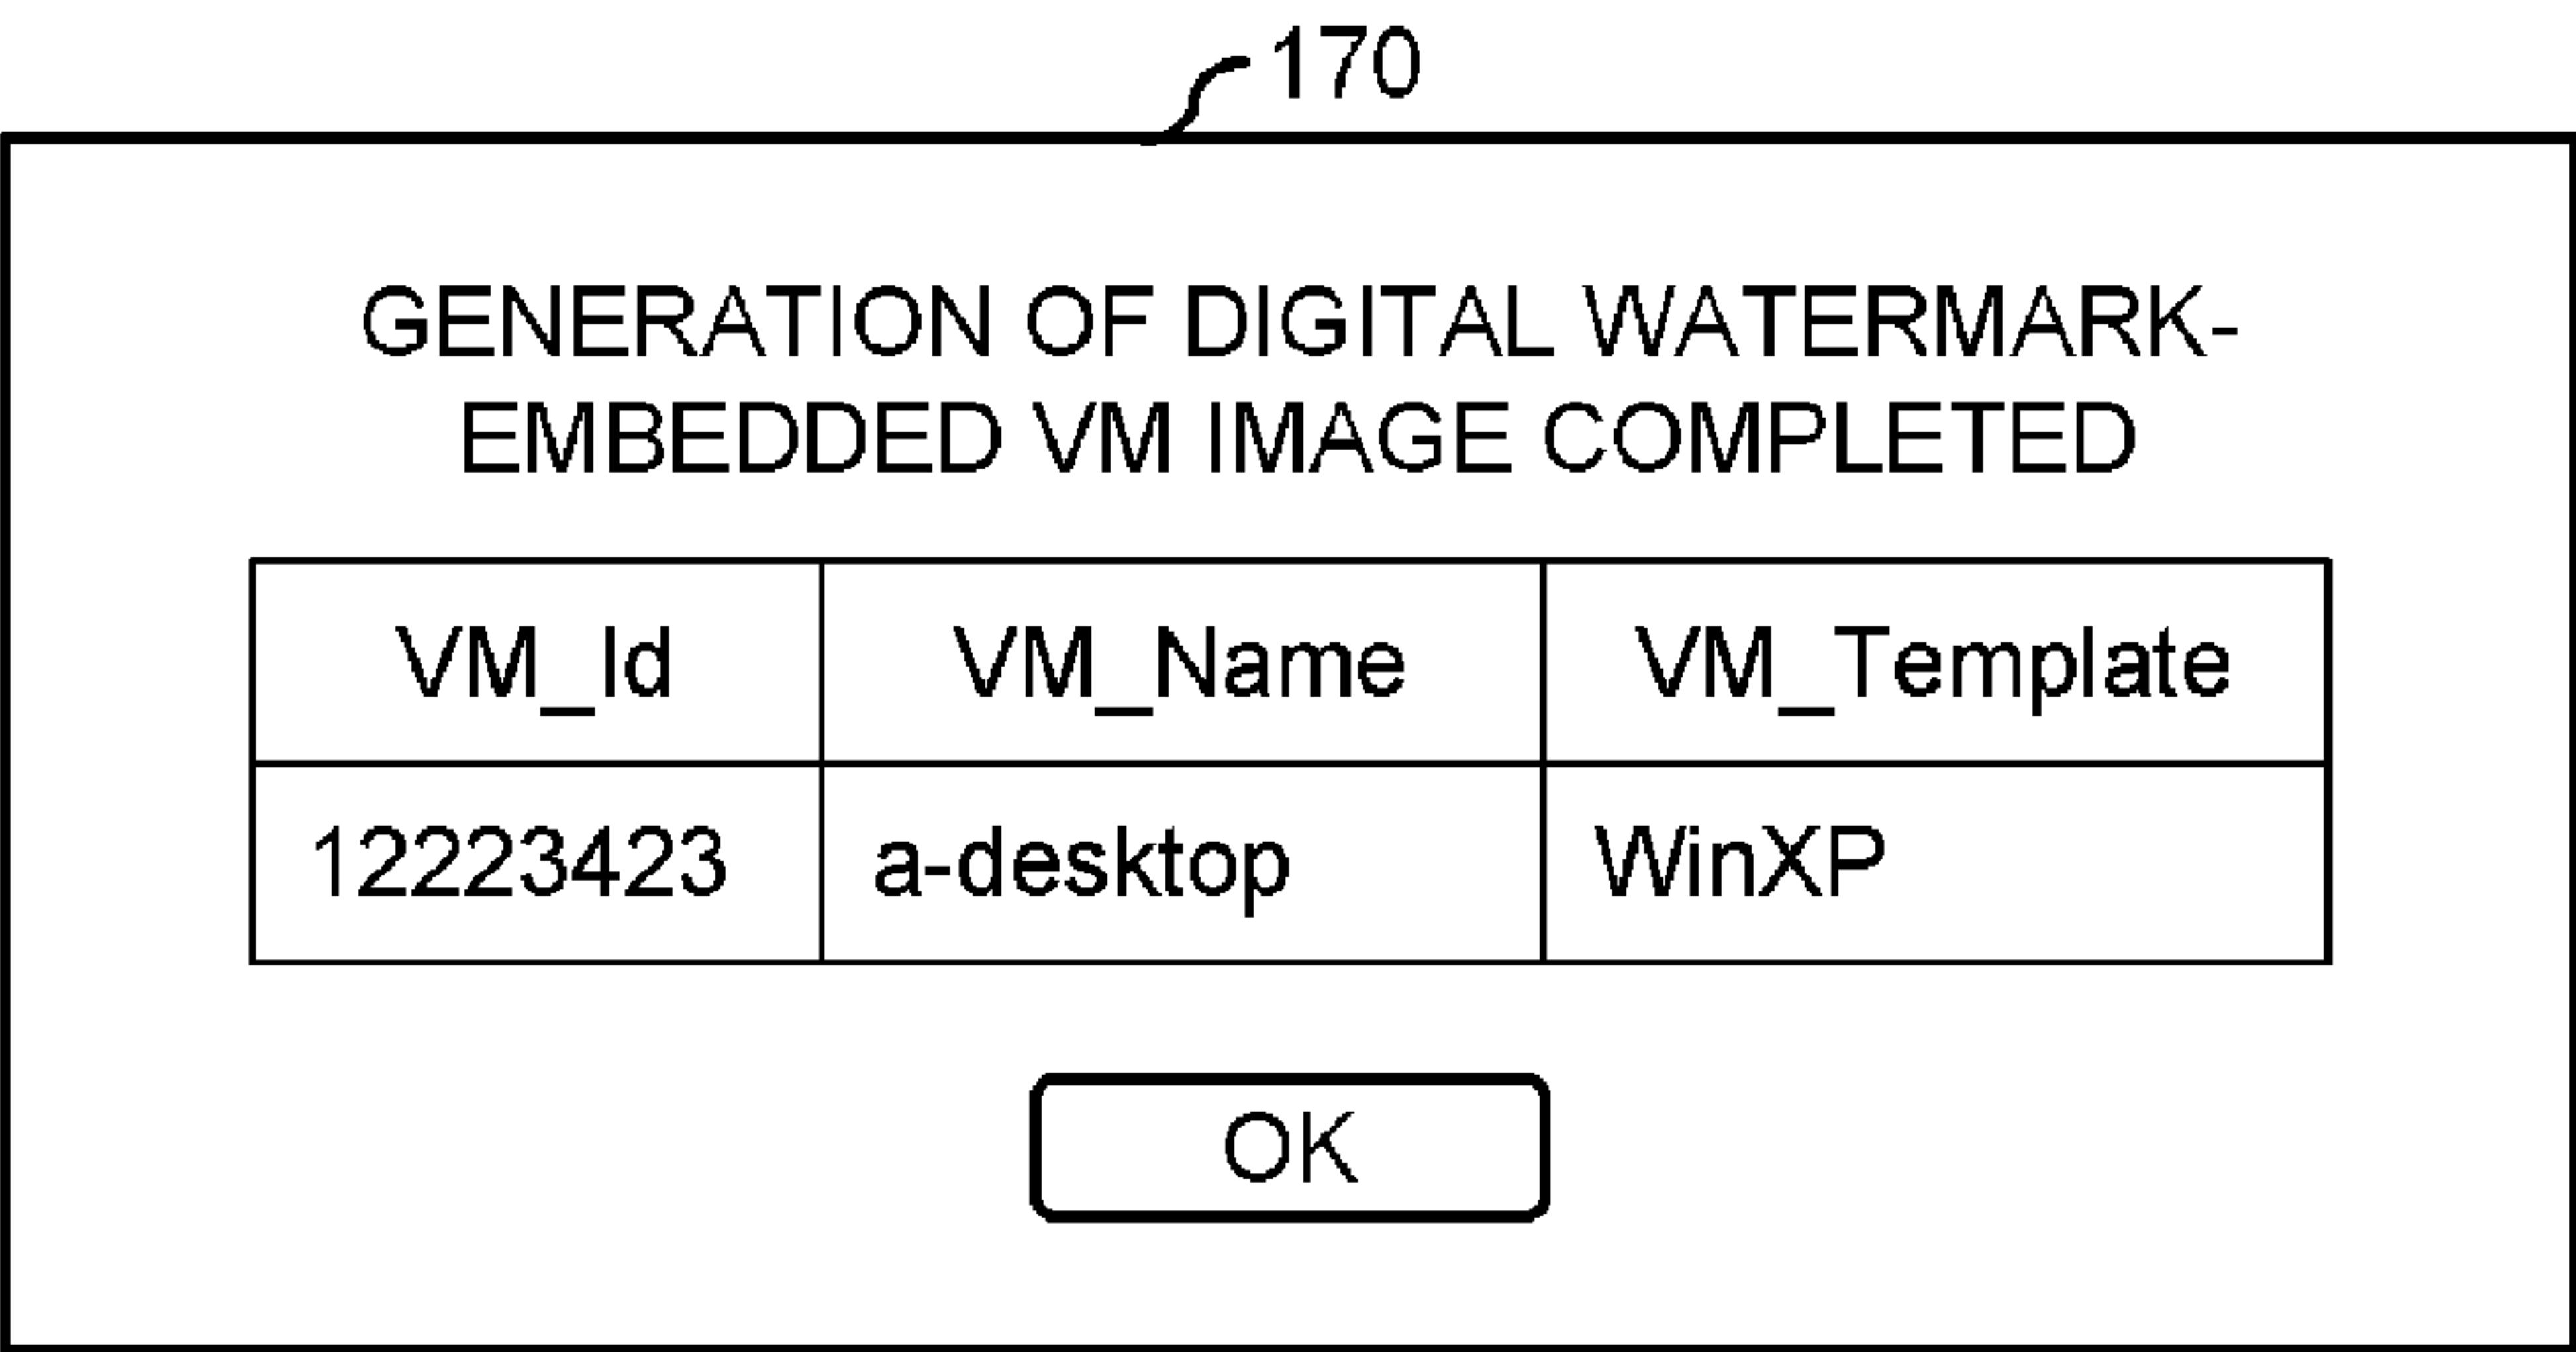 170
GENERATION OF DIGITAL WATERMARK-
EMBEDDED VM IMAGE COMPLETED
VM_Id VM_Name VM_Template
12223423 a-desktop WinXP
OK